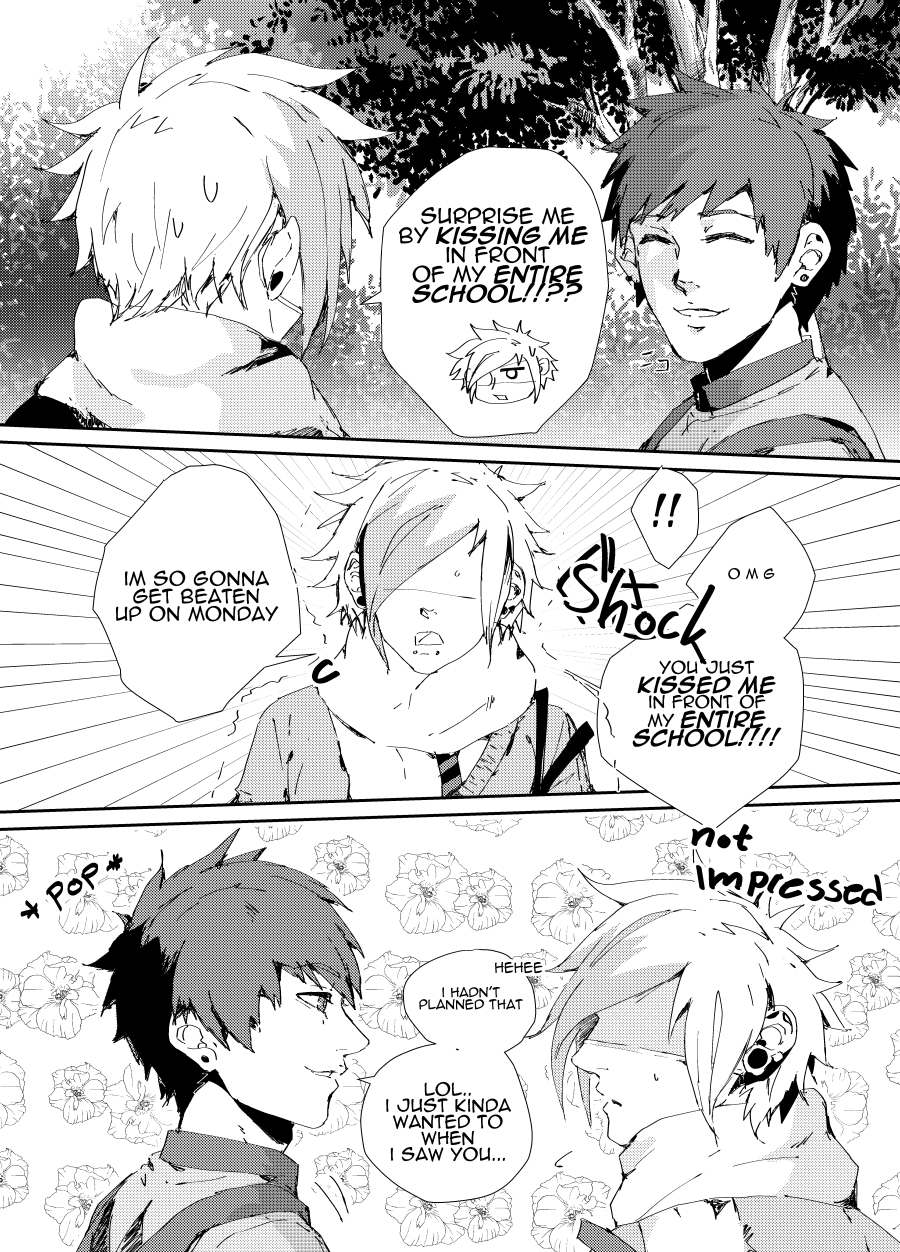 SURPRISE ME
BY KISSING ME
IN FRONT
OF MY ENTIRE
SCHOOL!!??
IM SO GONNA
GET BEATEN
UP ON MONDAY
!!
OMG
Shock
YOU JUST
KISSED ME
IN FRONT OF
MY ENTIRE
SCHOOL!!!!
*POP*
not
impressed
HEHEE
I HADN'T
PLANNED THAT
LOL..
I JUST KINDA
WANTED TO
WHEN
I SAW YOU...